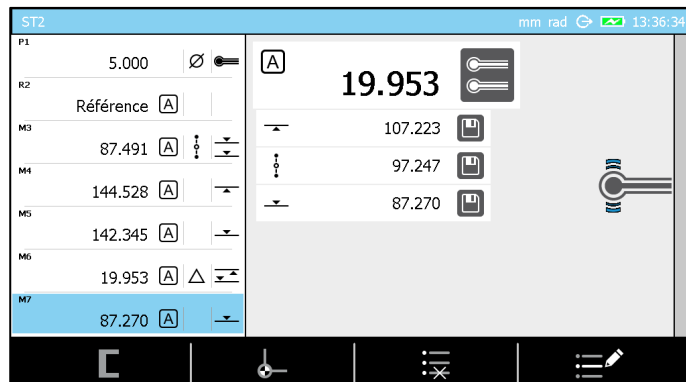 ST2
mm rad 13:36:34
P1
5.000
R2
Référence A
M3
87.491 A
M4
144.528 A
M5
142.345 A
M6
19.953 A
M7
87.270 A
A
19.953
107.223
97.247
87.270